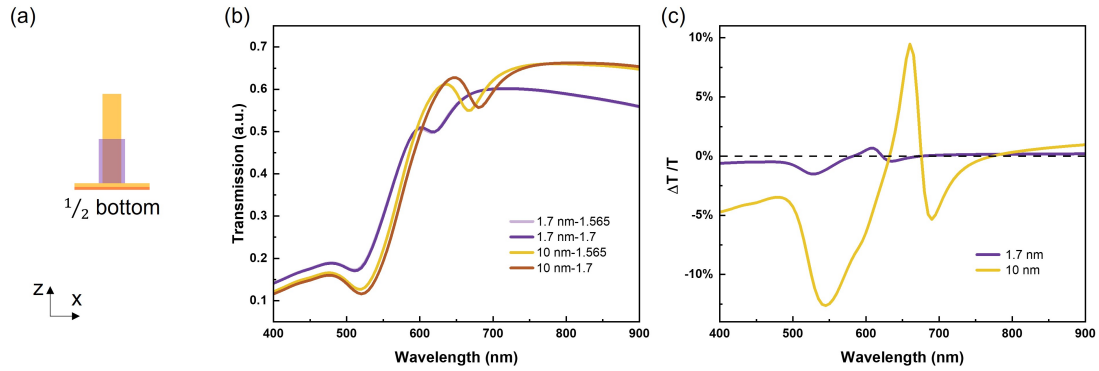 (a)
1/2 bottom
z
x
(b)
Transmission (a.u.)
0.7
0.6
0.5
0.4
0.3
0.2
0.1
1.7 nm-1.565
1.7 nm-1.7
10 nm-1.565
10 nm-1.7
400 500 600 700 800 900
Wavelength (nm)
(c)
ΔT /T
10%
5%
0%
-5%
-10%
1.7 nm
10 nm
400 500 600 700 800 900
Wavelength (nm)